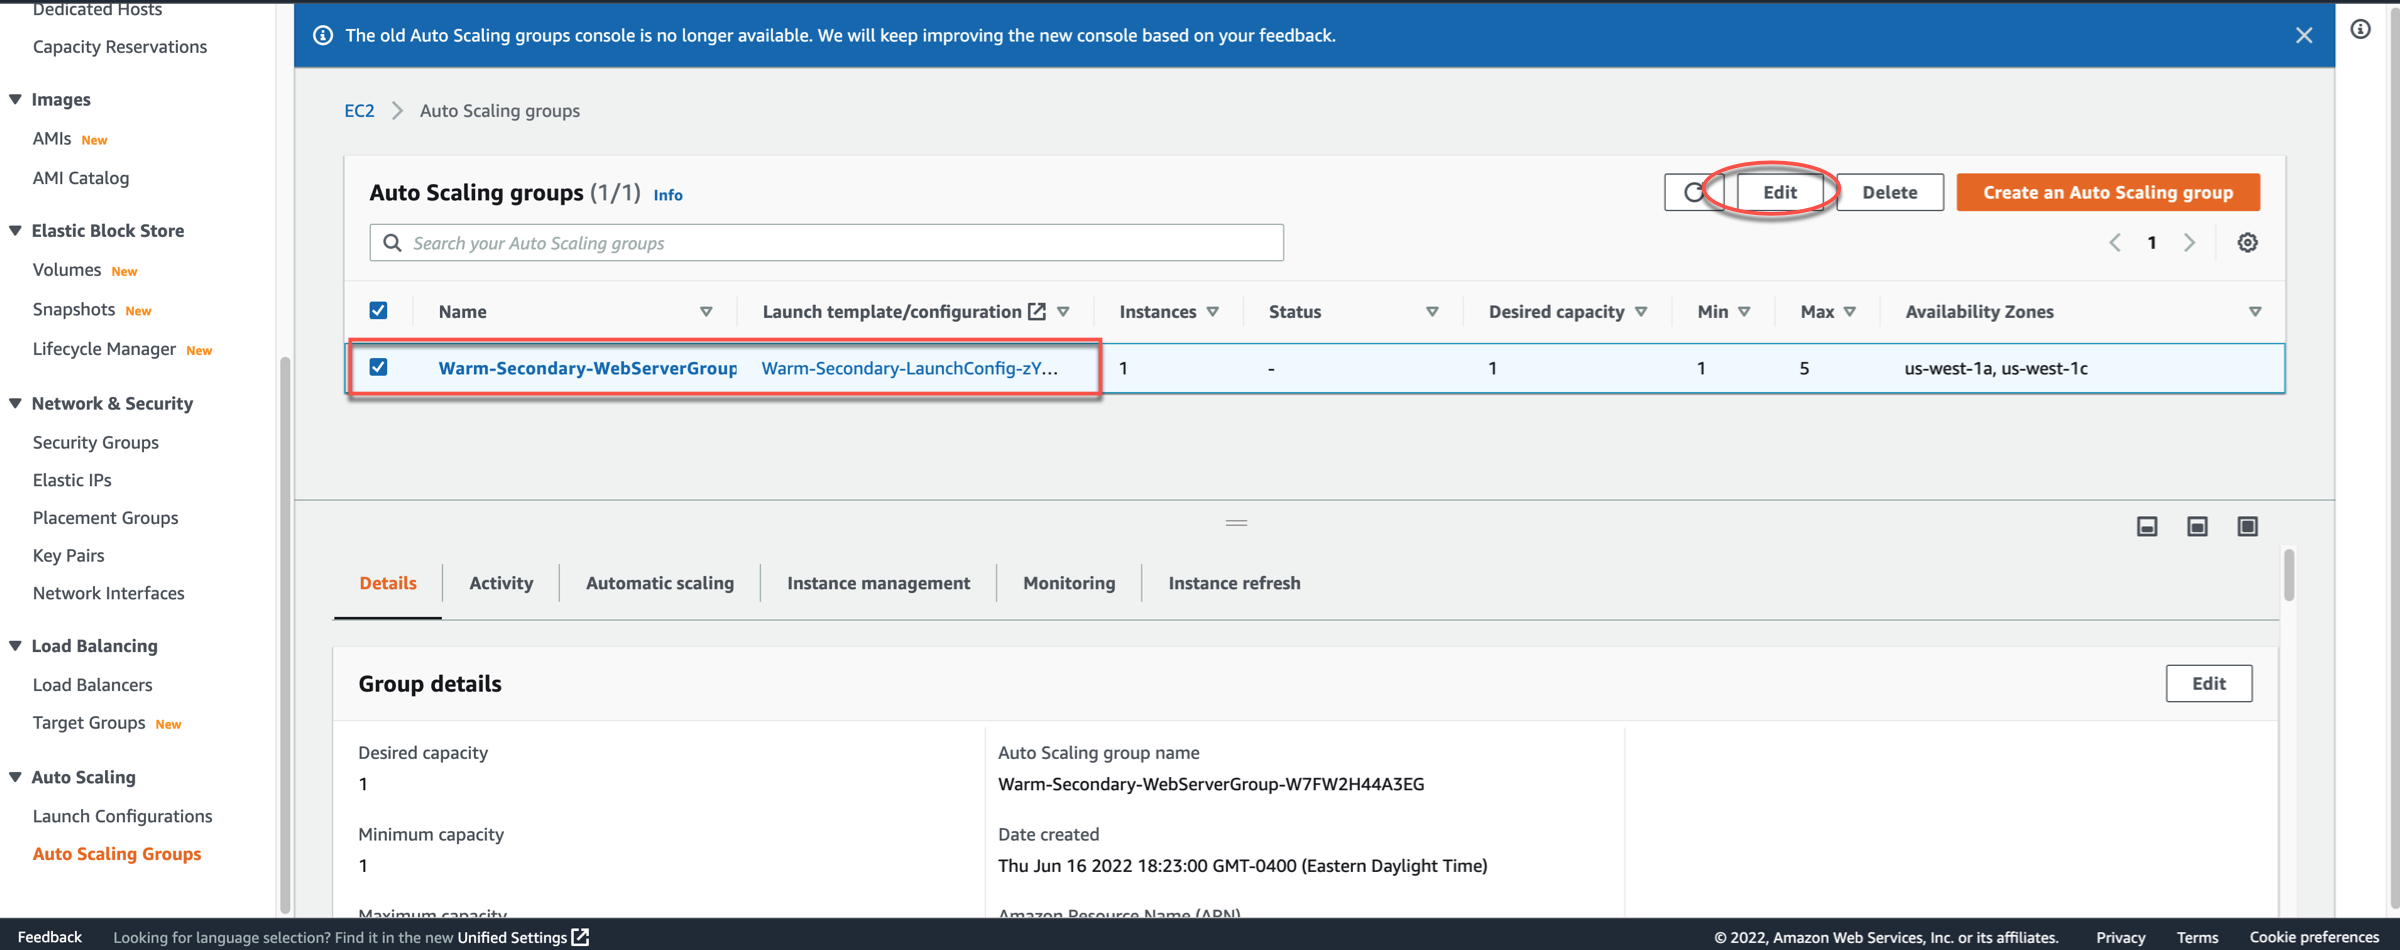 Dedicated Hosts
Capacity Reservations
Images
AMIs New
AMI Catalog
Elastic Block Store
Volumes New
Snapshots New
Lifecycle Manager New
Network & Security
Security Groups
Elastic IPs
Placement Groups
Key Pairs
Network Interfaces
Load Balancing
Load Balancers
Target Groups New
Auto Scaling
Launch Configurations
Auto Scaling Groups
The old Auto Scaling groups console is no longer available. We will keep improving the new console based on your feedback.
EC2 Auto Scaling groups
Auto Scaling groups (1/1) Info
Edit Delete Create an Auto Scaling group
Search your Auto Scaling groups
1
Name Launch template/configuration Instances Status Desired capacity Min Max Availability Zones
Warm-Secondary-WebServerGroup Warm-Secondary-LaunchConfig-zY... 1 - 1 1 5 us-west-1a, us-west-1c
Details Activity Automatic scaling Instance management Monitoring Instance refresh
Group details
Edit
Desired capacity
1
Minimum capacity
1
Maximum capacity
Auto Scaling group name
Warm-Secondary-WebServerGroup-W7FW2H44A3EG
Date created
Thu Jun 16 2022 18:23:00 GMT-0400 (Eastern Daylight Time)
Amazon Resource Name (ARN)
Feedback Looking for language selection? Find it in the new Unified Settings
© 2022, Amazon Web Services, Inc. or its affiliates. Privacy Terms Cookie preferences